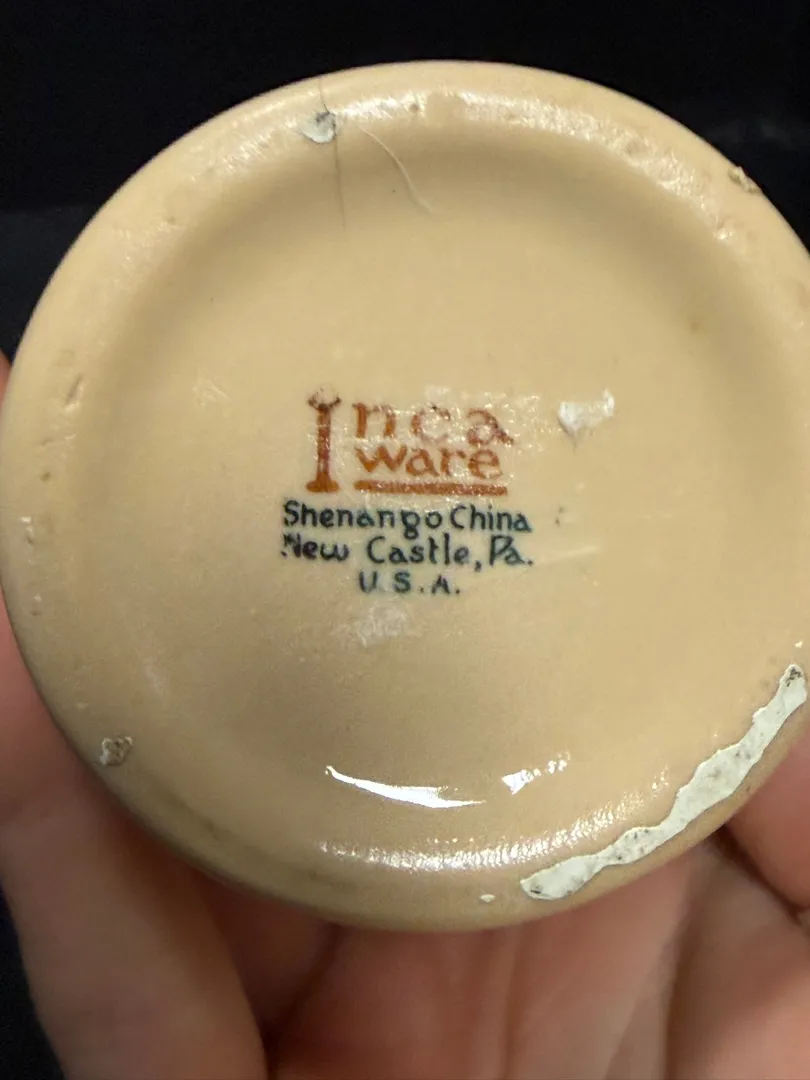 Inca
ware
Shenango China
New Castle, Pa.
U.S.A.